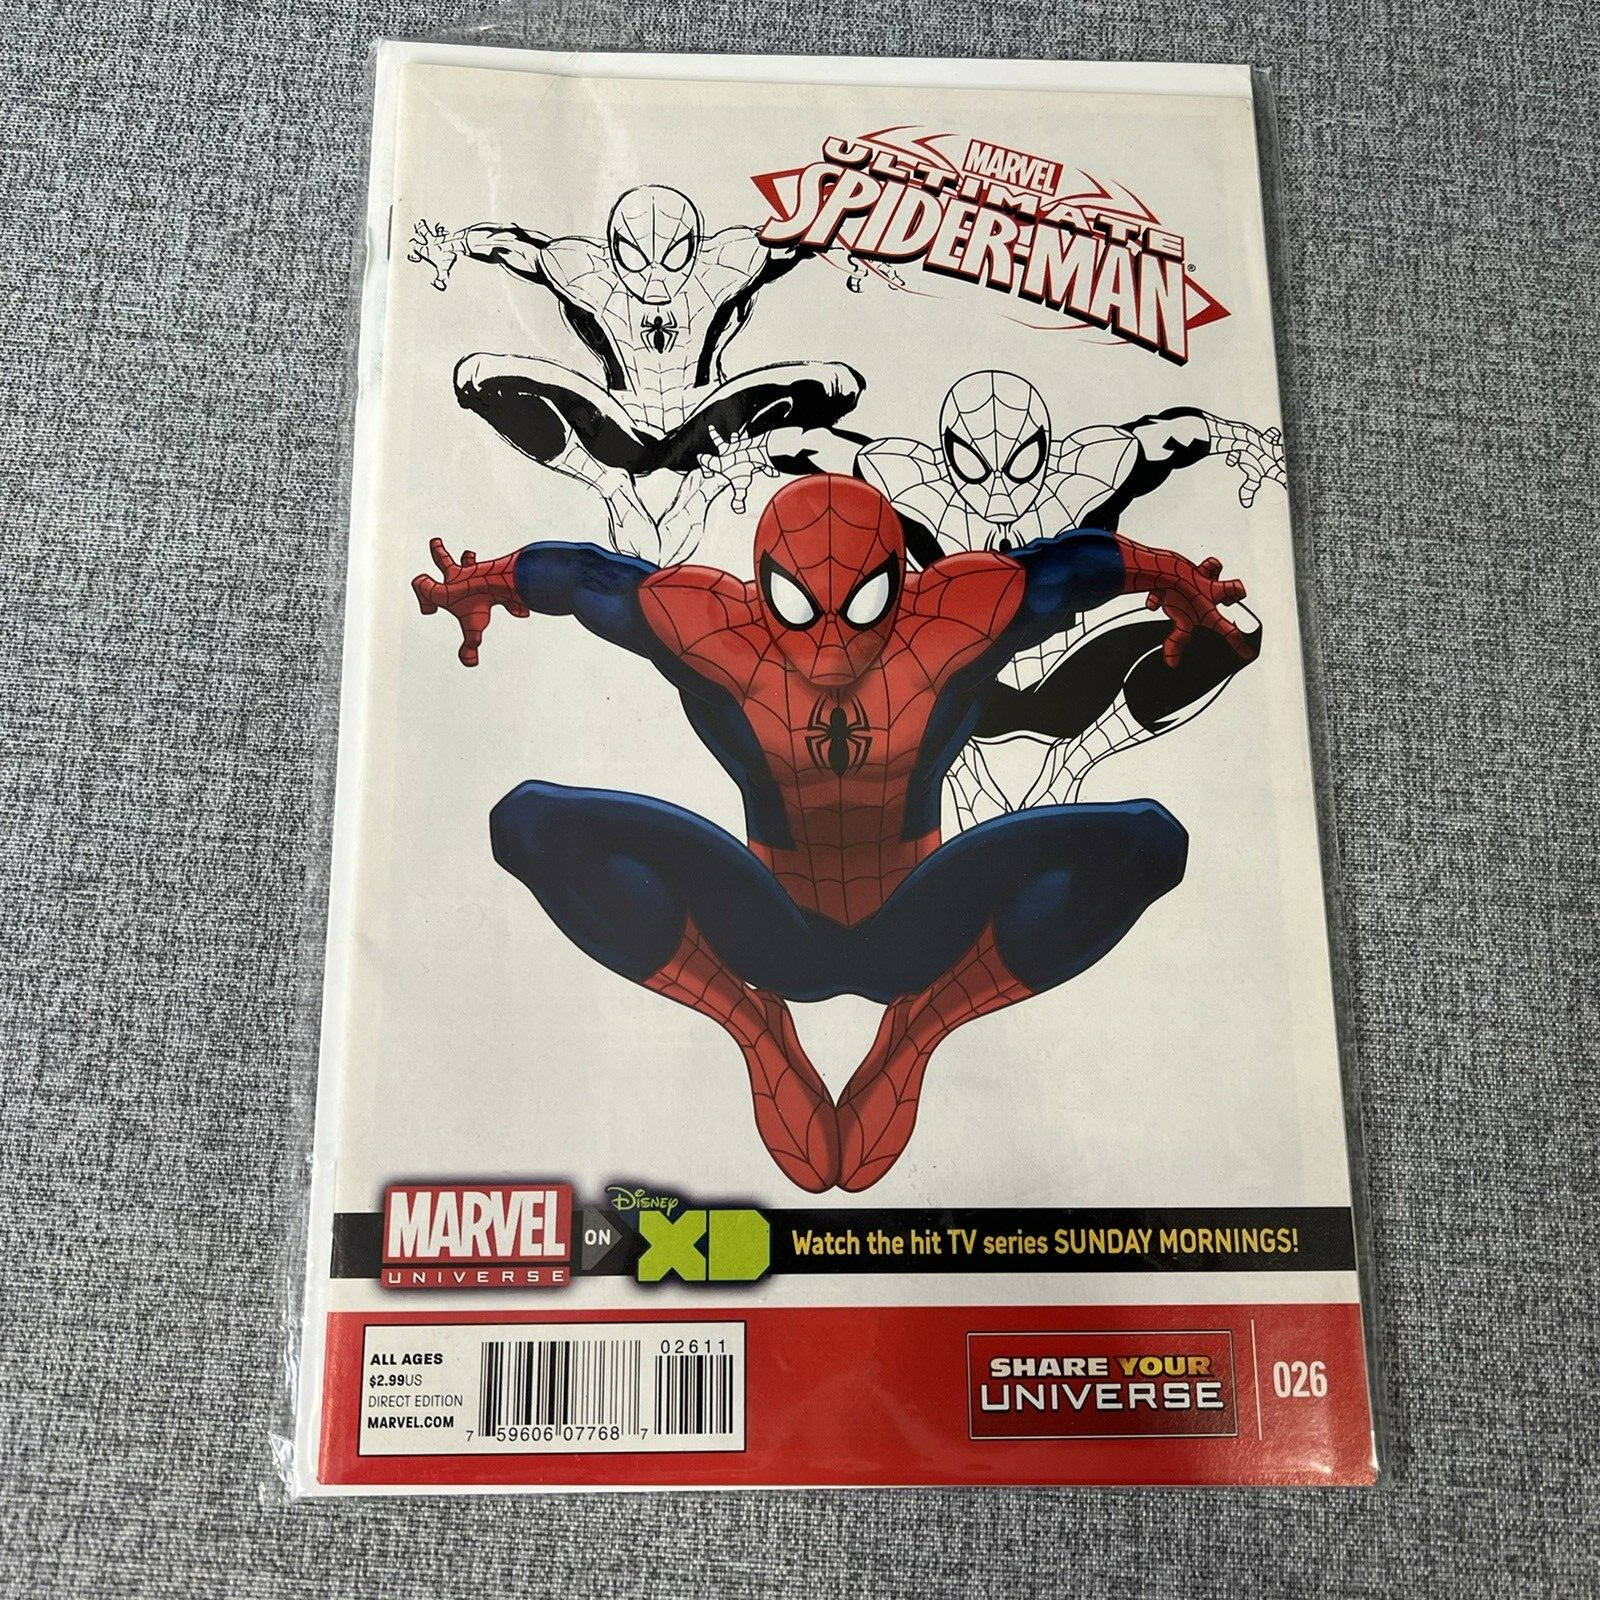 MARVEL
ULTIMATE
SPIDER-MAN®
MARVEL
UNIVERSE
ON
Disney
XD
Watch the hit TV series SUNDAY MORNINGS!
ALL AGES
$2.99US
DIRECT EDITION
MARVEL.COM
02611
7 59606 07768 7
SHARE YOUR
UNIVERSE
026